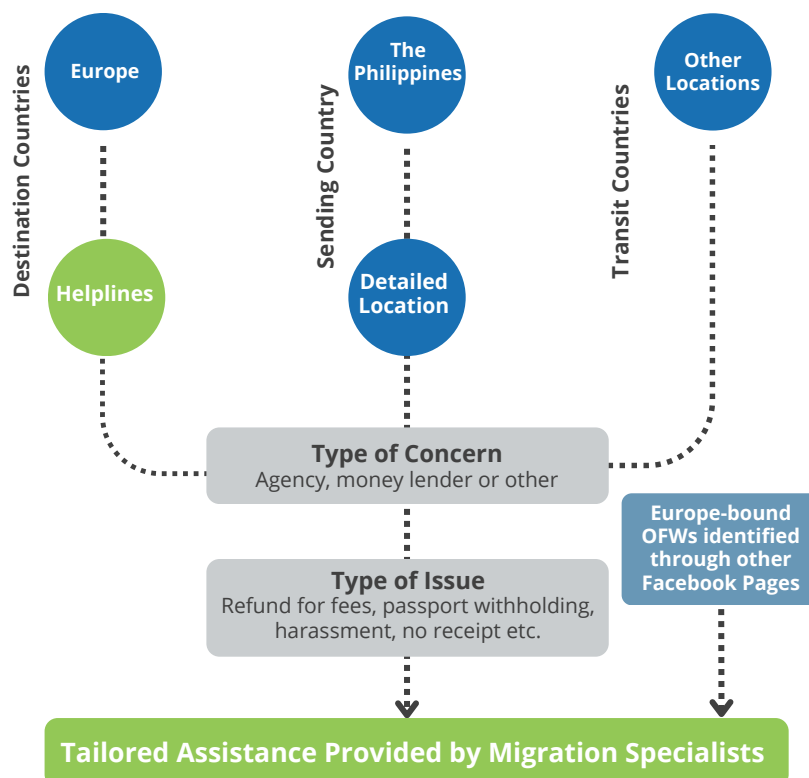 Destination Countries
Europe
Helplines
Sending Country
The
Philippines
Detailed
Location
Transit Countries
Other
Locations
Type of Concern
Agency, money lender or other
Type of Issue
Refund for fees, passport withholding,
harassment, no receipt etc.
Europe-bound
OFWs identified
through other
Facebook Pages
Tailored Assistance Provided by Migration Specialists